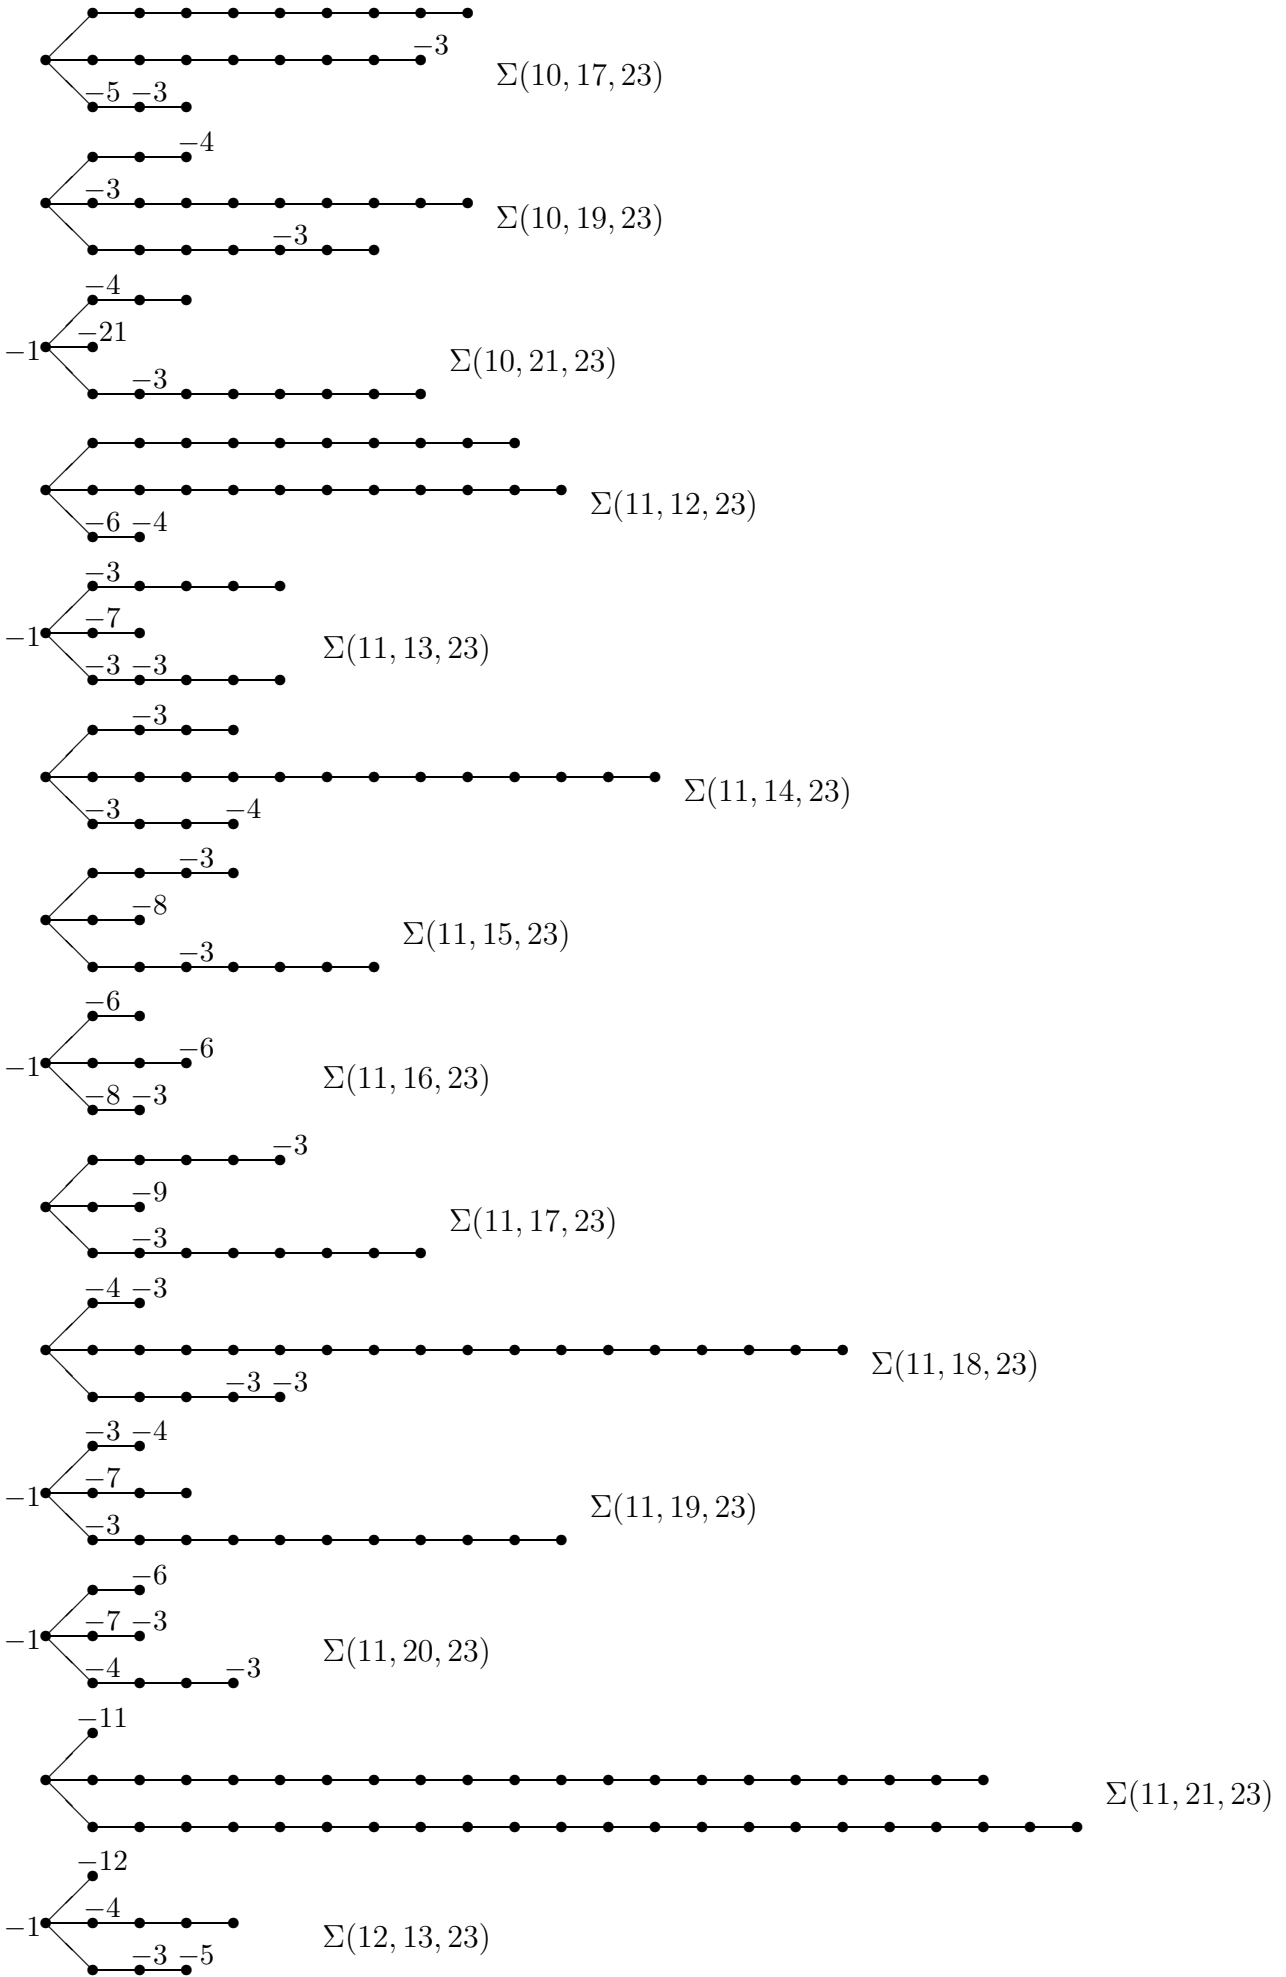 −3
Σ(10, 17, 23)
−5 −3
−4
−3
Σ(10, 19, 23)
−3
−4
−21
−1
Σ(10, 21, 23)
−3
Σ(11, 12, 23)
−6 −4
−3
−7
−1
Σ(11, 13, 23)
−3 −3
−3
Σ(11, 14, 23)
−3 −4
−3
−8
Σ(11, 15, 23)
−3
−6
−6
−1
Σ(11, 16, 23)
−8 −3
−3
−9
Σ(11, 17, 23)
−3
−4 −3
Σ(11, 18, 23)
−3 −3
−3 −4
−7
−1
Σ(11, 19, 23)
−3
−6
−7 −3
−1
Σ(11, 20, 23)
−4 −3
−11
Σ(11, 21, 23)
−12
−4
−1
Σ(12, 13, 23)
−3 −5